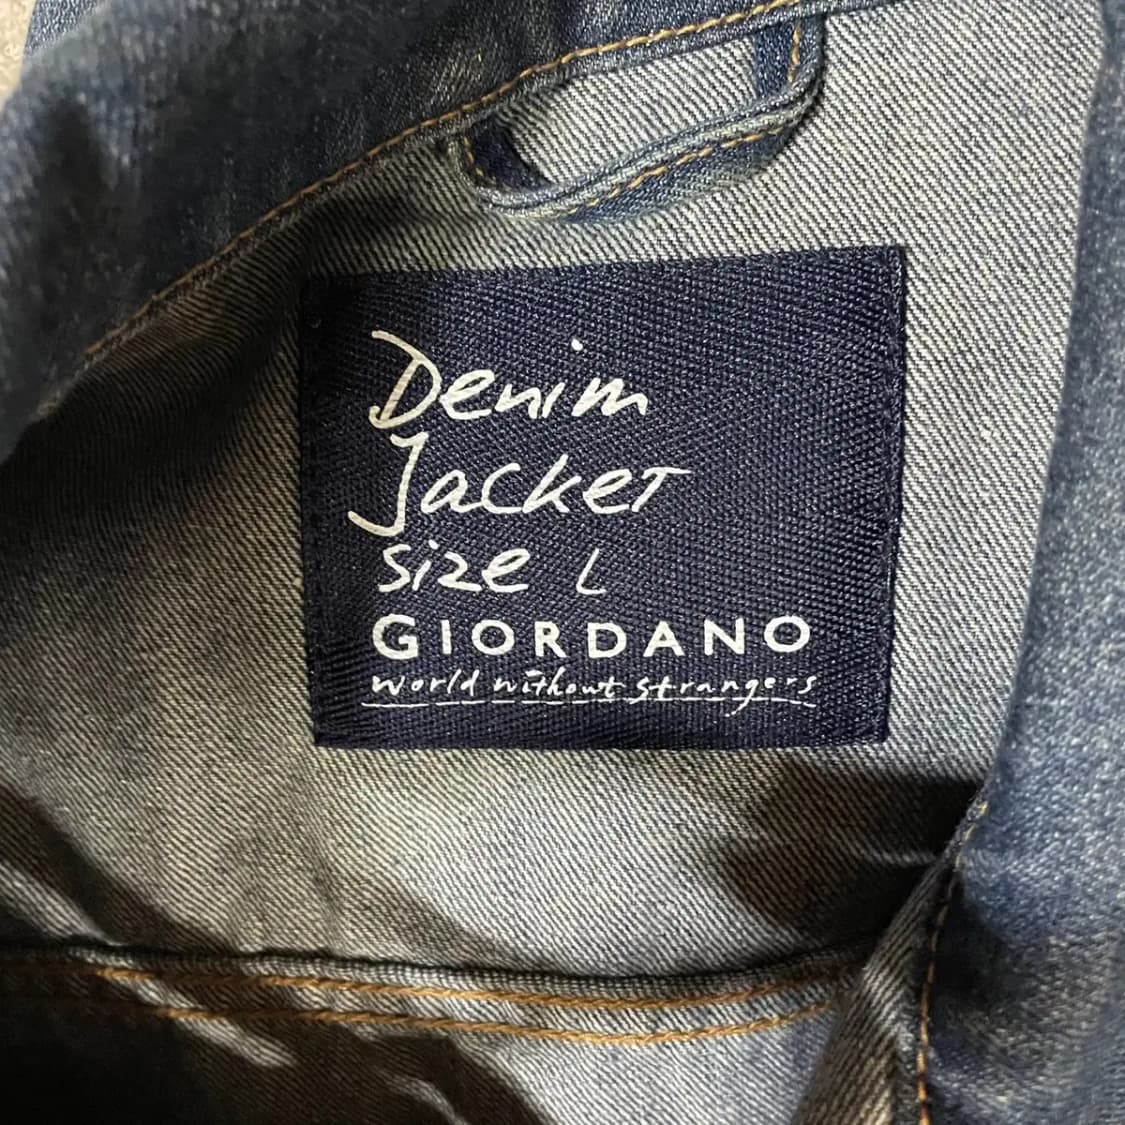 Denim
Jacket
Size L
GIORDANO
World without strangers